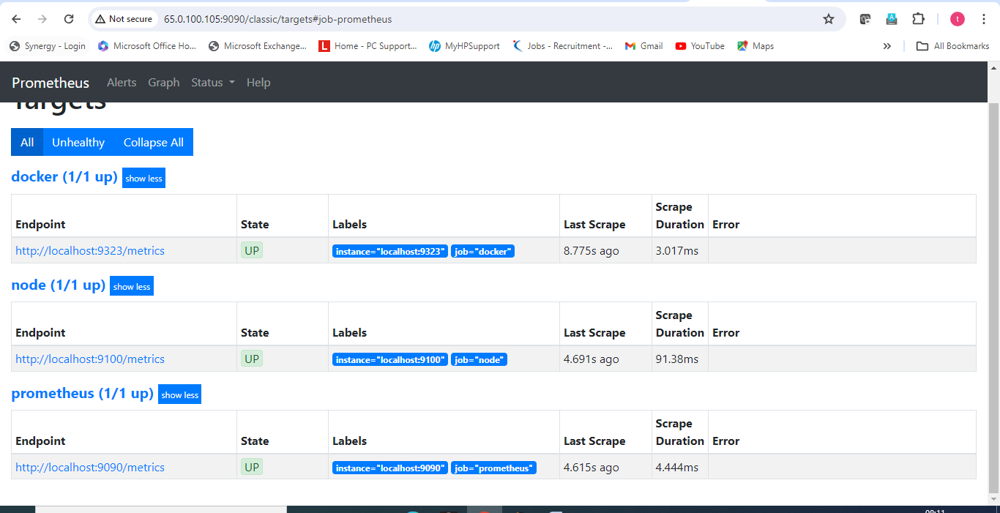 Not secure 65.0.100.105:9090/classic/targets#job-prometheus t
Synergy - Login Microsoft Office Ho... Microsoft Exchange... L Home - PC Support... hp MyHPSupport Jobs - Recruitment -... Gmail YouTube Maps » All Bookmarks
Prometheus Alerts Graph Status Help
Targets
All Unhealthy Collapse All
docker (1/1 up) show less
Endpoint State Labels Last Scrape Scrape Duration Error
http://localhost:9323/metrics UP instance="localhost:9323" job="docker" 8.775s ago 3.017ms
node (1/1 up) show less
Endpoint State Labels Last Scrape Scrape Duration Error
http://localhost:9100/metrics UP instance="localhost:9100" job="node" 4.691s ago 91.38ms
prometheus (1/1 up) show less
Endpoint State Labels Last Scrape Scrape Duration Error
http://localhost:9090/metrics UP instance="localhost:9090" job="prometheus" 4.615s ago 4.444ms